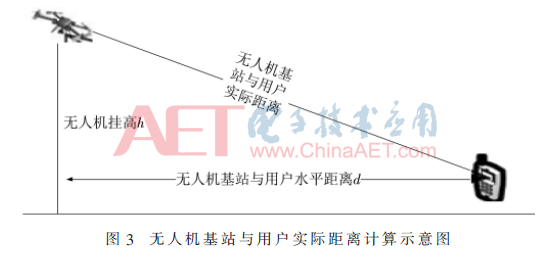 无人机基
站与用户
实际距离
无人机挂高h
AET电子技术应用
www.ChinaAET.com
无人机基站与用户水平距离d
图3 无人机基站与用户实际距离计算示意图